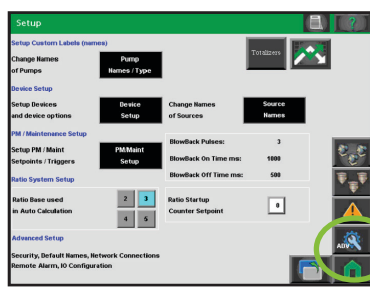 Setup
Setup Custom Labels (names)
Change Names
of Pumps
Pump
Names / Type
Totalizers
Device Setup
Setup Devices
and device options
Device
Setup
Change Names
of Sources
Source
Names
PM / Maintenance Setup
Setup PM / Maint
Setpoints / Triggers
PM/Maint
Setup
BlowBack Pulses: 3
BlowBack On Time ms: 1000
BlowBack Off Time ms: 500
Ratio System Setup
Ratio Base used
in Auto Calculation
2 3
4 5
Ratio Startup
Counter Setpoint
0
Advanced Setup
Security, Default Names, Network Connections
Remote Alarm, IO Configuration
ADV